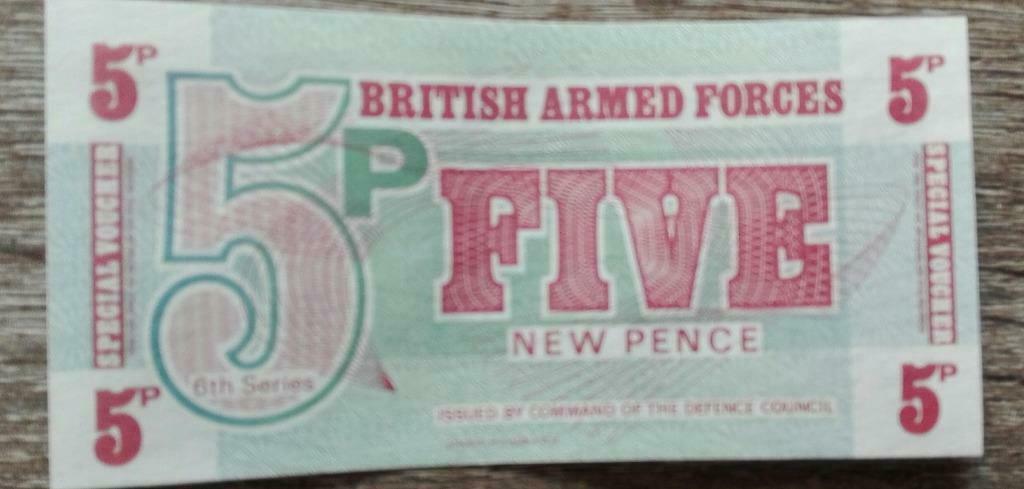 5P
BRITISH ARMED FORCES
5P
5P
5P
FIVE
SPECIAL VOUCHER
SPECIAL VOUCHER
NEW PENCE
6th Series
5P
5P
ISSUED BY COMMAND OF THE DEFENCE COUNCIL